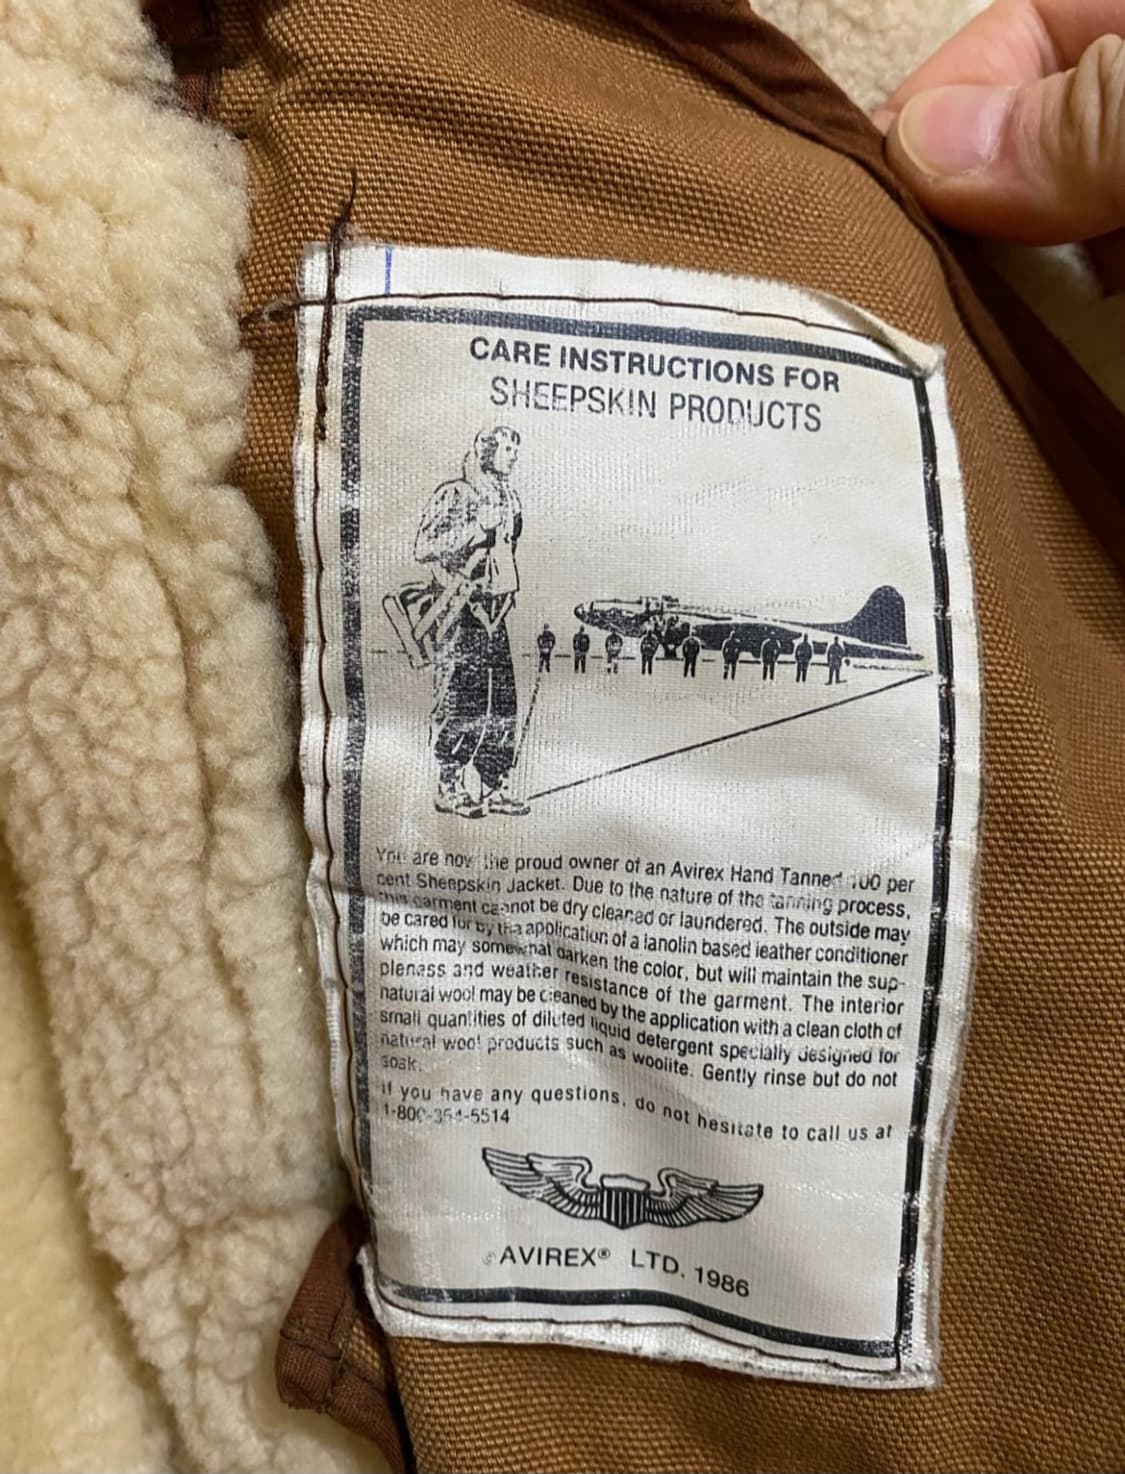 CARE INSTRUCTIONS FOR
SHEEPSKIN PRODUCTS
You are now the proud owner of an Avirex Hand Tanned 100 per
cent Sheepskin Jacket. Due to the nature of the tanning process,
this garment cannot be dry cleaned or laundered. The outside may
be cared for by the application of a lanolin based leather conditioner
which may somewhat darken the color, but will maintain the sup-
pleness and weather resistance of the garment. The interior
natural wool may be cleaned by the application with a clean cloth of
small quantities of diluted liquid detergent specially designed for
natural wool products such as woolite. Gently rinse but do not
soak.
If you have any questions, do not hesitate to call us at
1-800-354-5514
© AVIREX® LTD. 1986